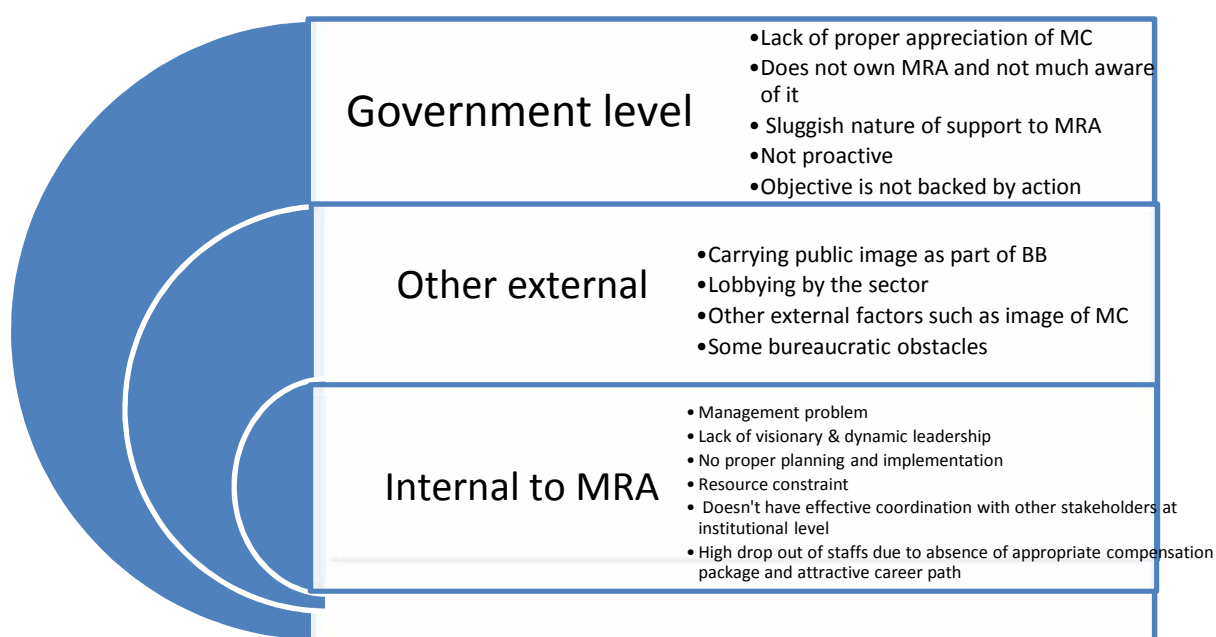 Government level
•Lack of proper appreciation of MC
•Does not own MRA and not much aware
of it
• Sluggish nature of support to MRA
•Not proactive
•Objective is not backed by action
Other external
•Carrying public image as part of BB
•Lobbying by the sector
•Other external factors such as image of MC
•Some bureaucratic obstacles
Internal to MRA
• Management problem
• Lack of visionary & dynamic leadership
• No proper planning and implementation
• Resource constraint
• Doesn't have effective coordination with other stakeholders at
institutional level
• High drop out of staffs due to absence of appropriate compensation
package and attractive career path